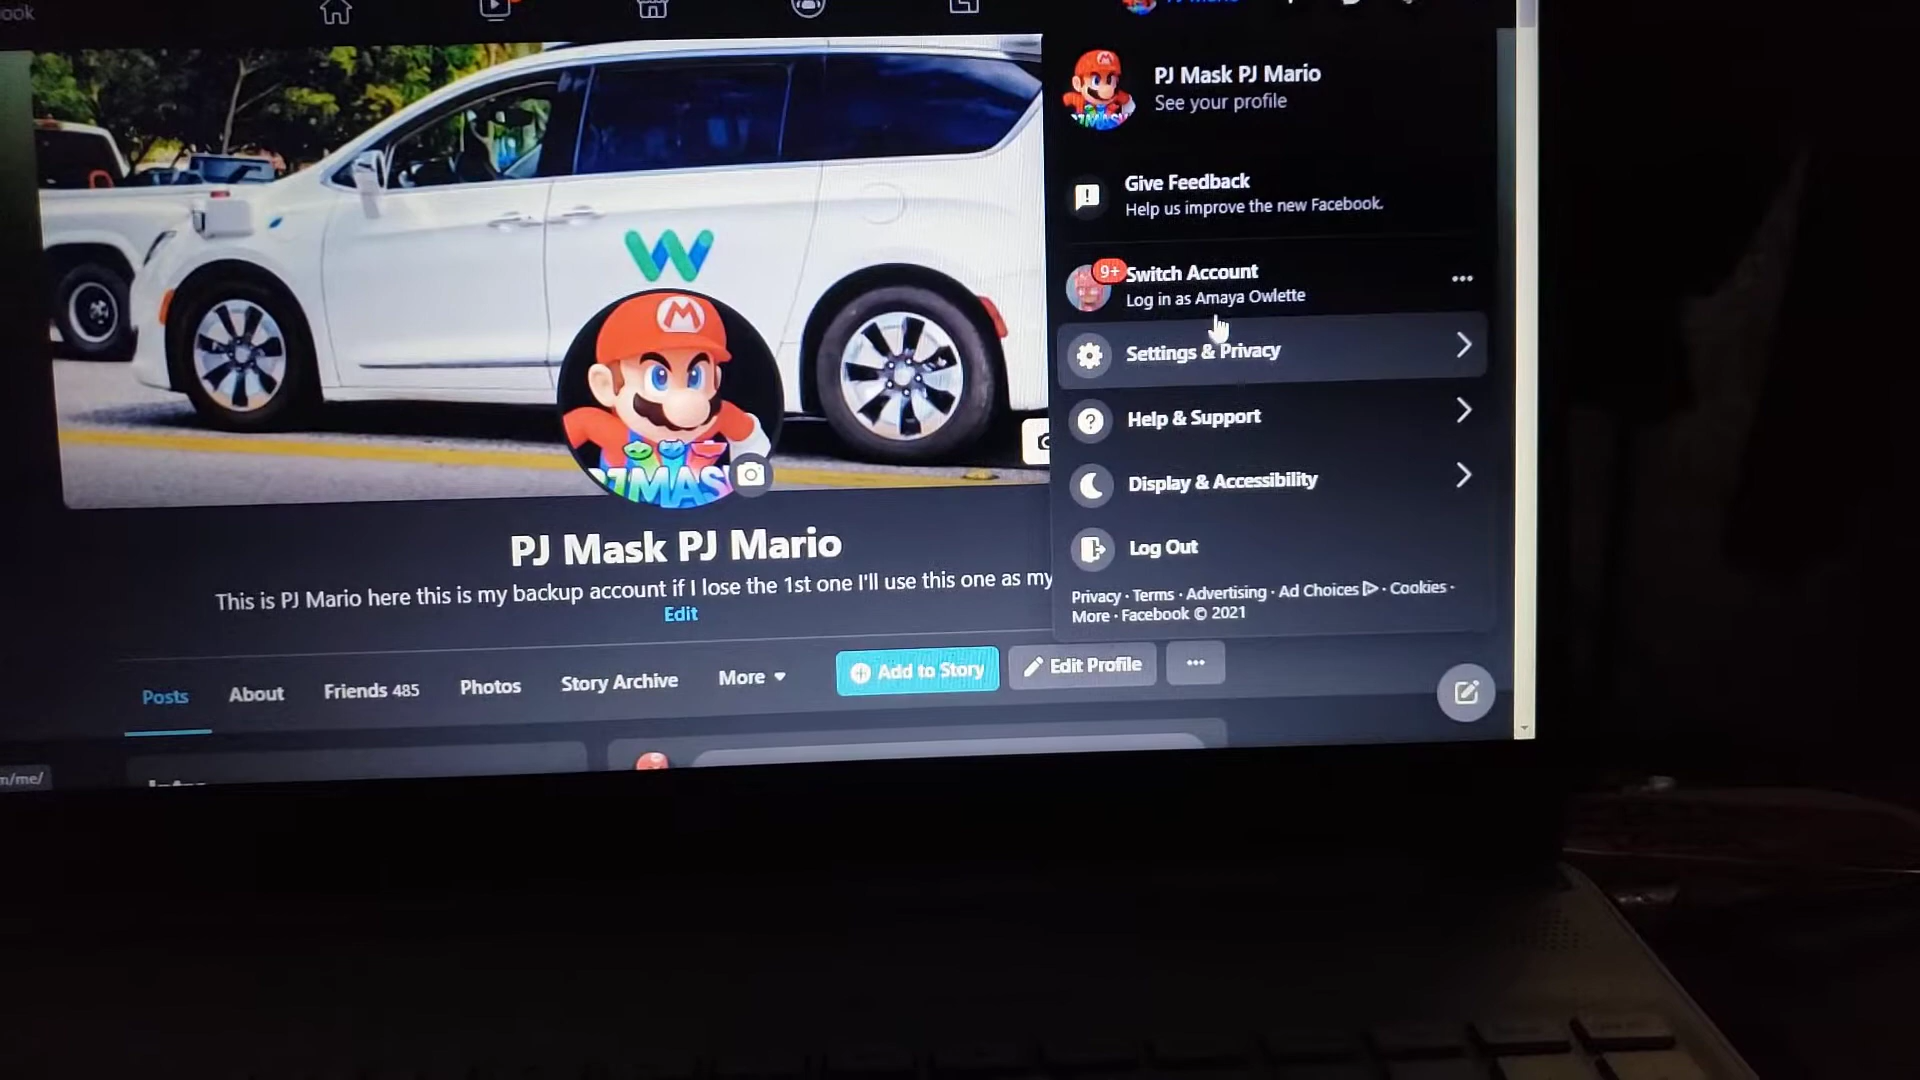 ook
PJ Mask PJ Mario
See your profile
Give Feedback
Help us improve the new Facebook.
9+
Switch Account
Log in as Amaya Owlette
Settings & Privacy
Help & Support
Display & Accessibility
Log Out
Privacy · Terms · Advertising · Ad Choices · Cookies ·
More · Facebook © 2021
W
M
PJ Mask PJ Mario
This is PJ Mario here this is my backup account if I lose the 1st one I'll use this one as my
Edit
Posts
About
Friends 485
Photos
Story Archive
More
Add to Story
Edit Profile
m/me/